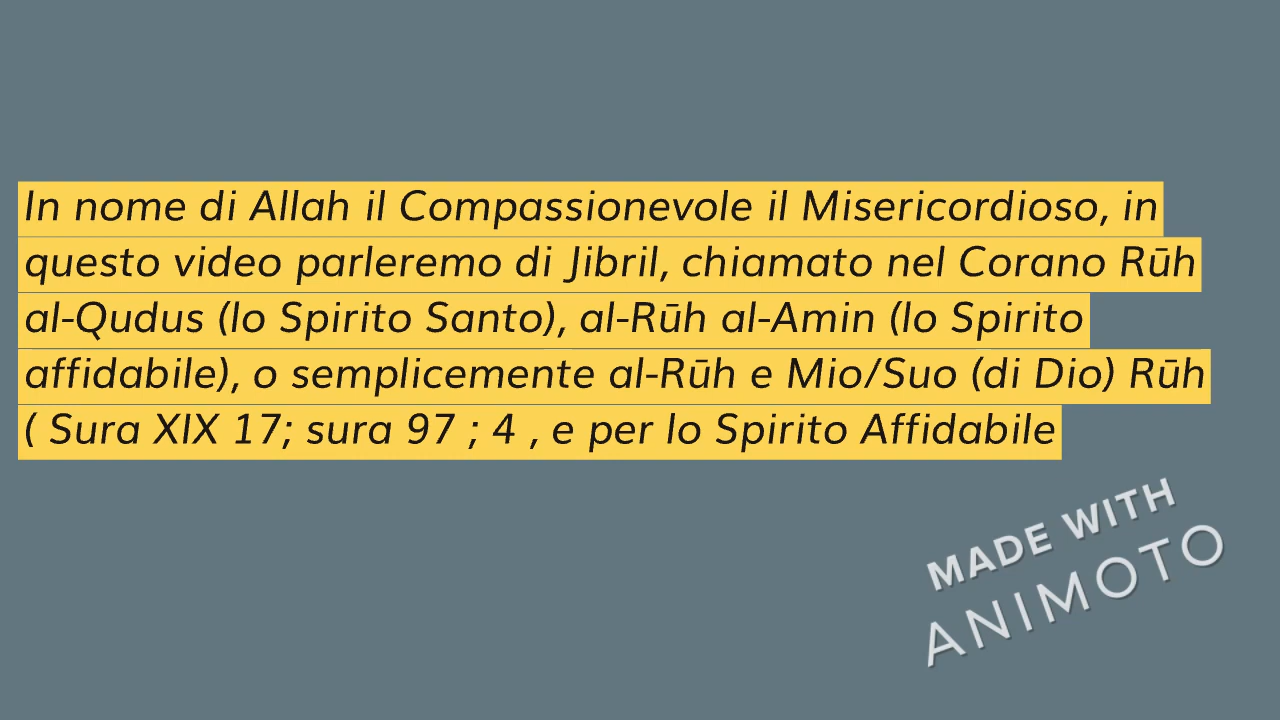 In nome di Allah il Compassionevole il Misericordioso, in
questo video parleremo di Jibril, chiamato nel Corano Rūh
al-Qudus (lo Spirito Santo), al-Rūh al-Amin (lo Spirito
affidabile), o semplicemente al-Rūh e Mio/Suo (di Dio) Rūh
( Sura XIX 17; sura 97 ; 4 , e per lo Spirito Affidabile
MADE WITH
ANIMOTO